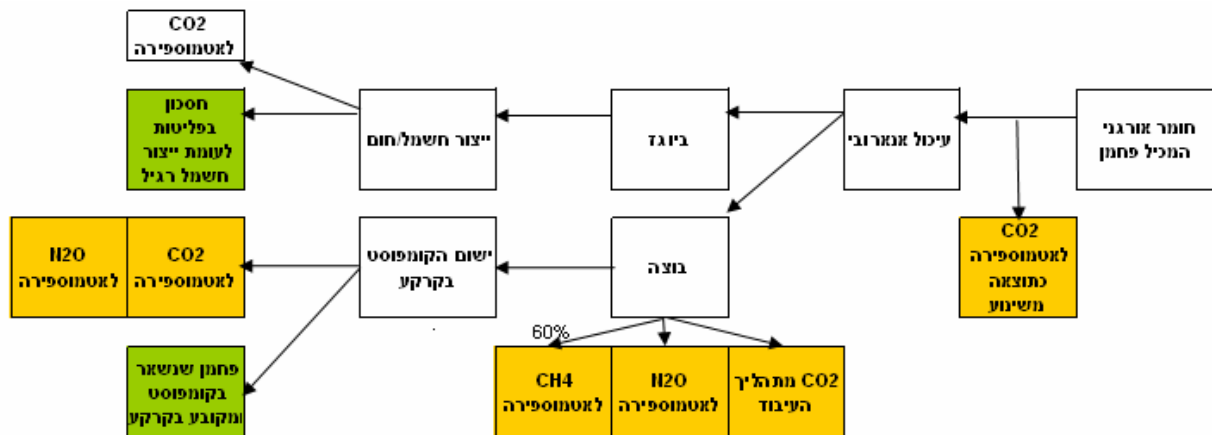 CO2
לאטמוספירה
חומר אורגני
המכיל פחמן
עיכול אנארובי
ביוגז
ייצור חשמל/חום
חסכון
בפליטות
לעומת ייצור
חשמל רגיל
CO2
לאטמוספירה
כתוצאה
משינוע
בוצה
ישום הקומפוסט
בקרקע
CO2
לאטמוספירה
N2O
לאטמוספירה
60%
CO2 מתהליך
העיבוד
N2O
לאטמוספירה
CH4
לאטמוספירה
פחמן שנשאר
בקומפוסט
ומקובע בקרקע